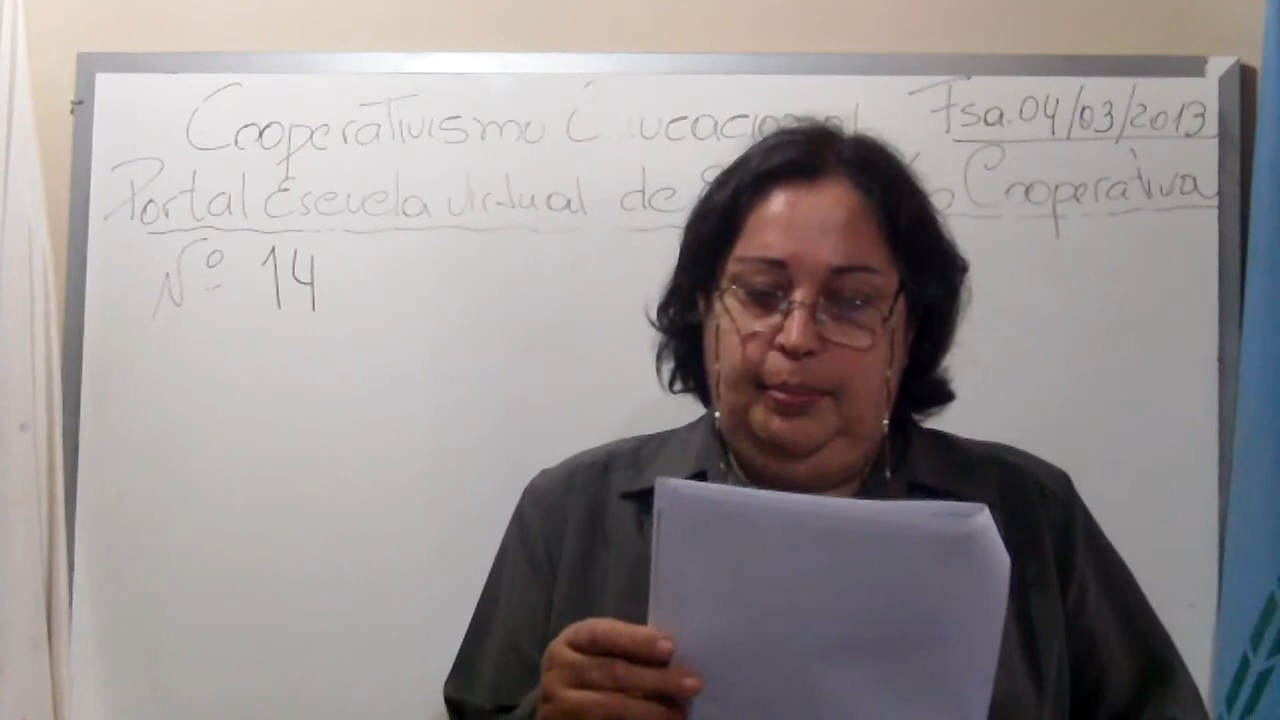 Cooperativismo Fsa. 04/03/2013
Portal Escuela virtual de Cooperativa
Nº 14